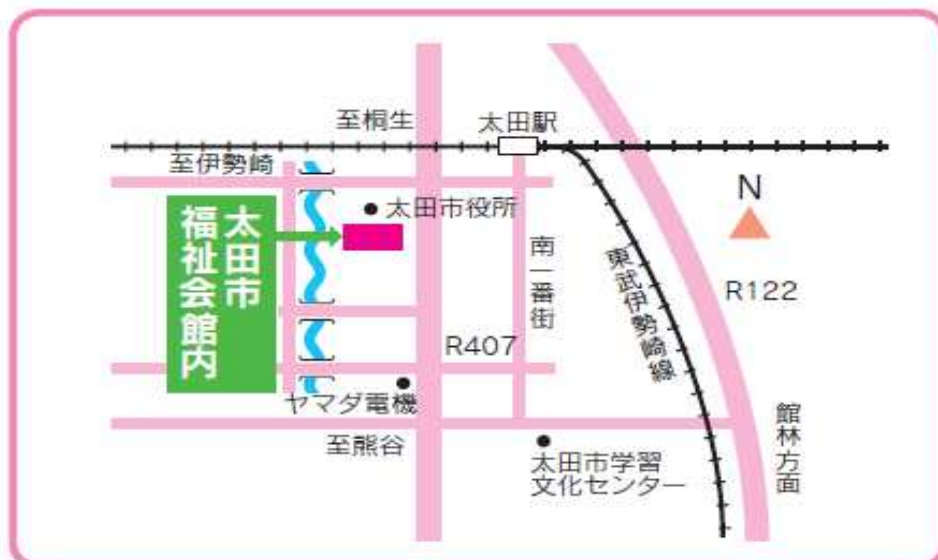 至桐生
太田駅
至伊勢崎
N
太田市役所
太田市
福祉会館内
南一番街
東武伊勢崎線
R122
R407
ヤマダ電機
館林方面
至熊谷
太田市学習
文化センター